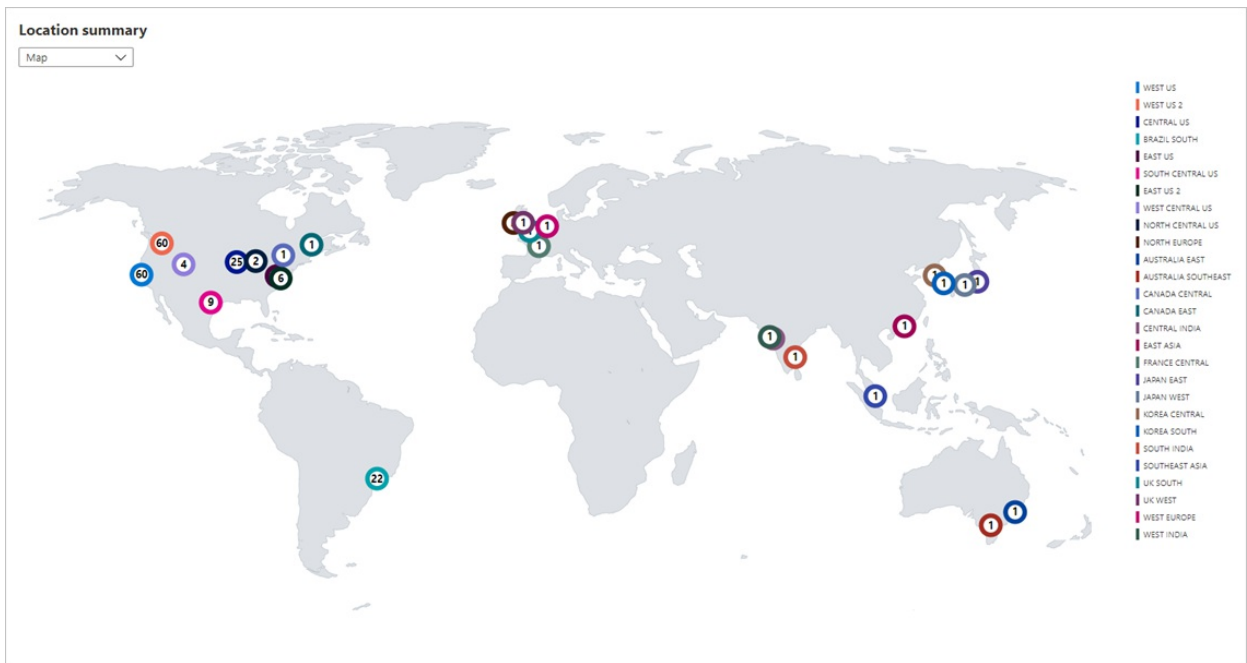 Location summary
Map
WEST US
WEST US 2
CENTRAL US
BRAZIL SOUTH
EAST US
SOUTH CENTRAL US
EAST US 2
WEST CENTRAL US
NORTH CENTRAL US
NORTH EUROPE
AUSTRALIA EAST
AUSTRALIA SOUTHEAST
CANADA CENTRAL
CANADA EAST
CENTRAL INDIA
EAST ASIA
FRANCE CENTRAL
JAPAN EAST
JAPAN WEST
KOREA CENTRAL
KOREA SOUTH
SOUTH INDIA
SOUTHEAST ASIA
UK SOUTH
UK WEST
WEST EUROPE
WEST INDIA
1
1
60
1
1
1
25
2
4
60
6
9
1
1
1
1
1
1
1
1
1
22
1
1